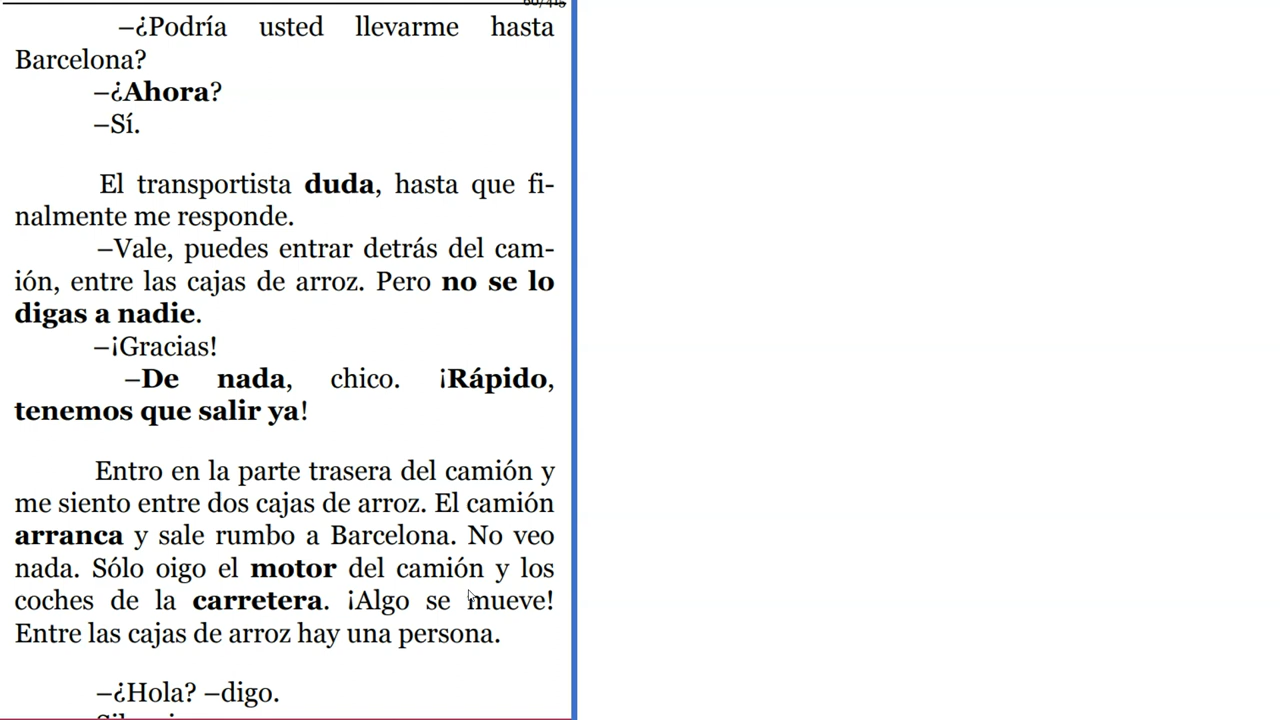 –¿Podría usted llevarme hasta
Barcelona?
–¿Ahora?
–Sí.
El transportista duda, hasta que fi-
nalmente me responde.
–Vale, puedes entrar detrás del cam-
ión, entre las cajas de arroz. Pero no se lo
digas a nadie.
–¡Gracias!
–De nada, chico. ¡Rápido,
tenemos que salir ya!
Entro en la parte trasera del camión y
me siento entre dos cajas de arroz. El camión
arranca y sale rumbo a Barcelona. No veo
nada. Sólo oigo el motor del camión y los
coches de la carretera. ¡Algo se mueve!
Entre las cajas de arroz hay una persona.
–¿Hola? –digo.